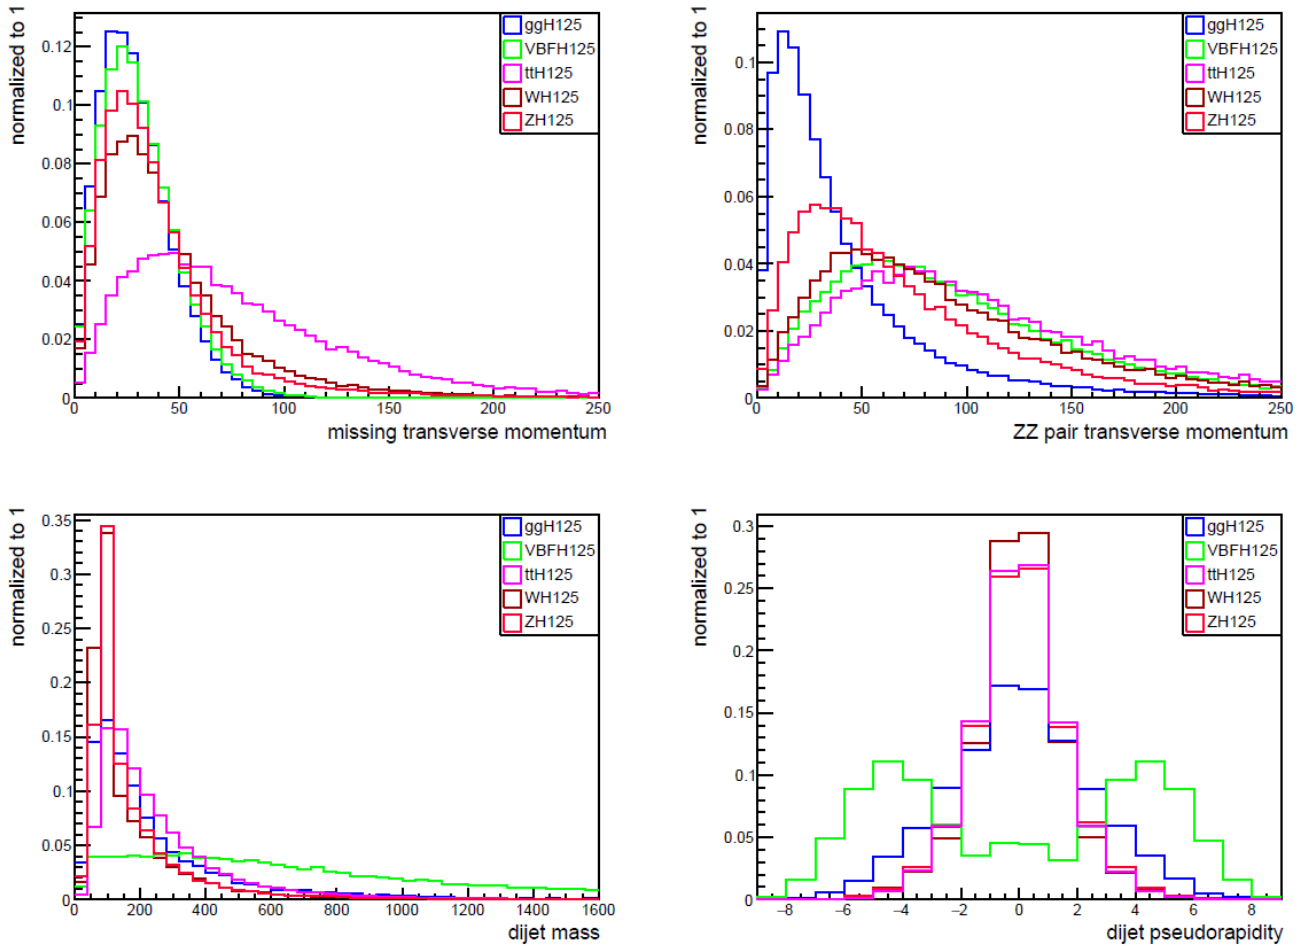 normalized to 1
0.12
0.1
0.08
0.06
0.04
0.02
0
0 50 100 150 200 250
missing transverse momentum
ggH125
VBFH125
ttH125
WH125
ZH125
normalized to 1
0.1
0.08
0.06
0.04
0.02
0
0 50 100 150 200 250
ZZ pair transverse momentum
ggH125
VBFH125
ttH125
WH125
ZH125
normalized to 1
0.35
0.3
0.25
0.2
0.15
0.1
0.05
0
0 200 400 600 800 1000 1200 1400 1600
dijet mass
ggH125
VBFH125
ttH125
WH125
ZH125
normalized to 1
0.3
0.25
0.2
0.15
0.1
0.05
0
−8 −6 −4 −2 0 2 4 6 8
dijet pseudorapidity
ggH125
VBFH125
ttH125
WH125
ZH125